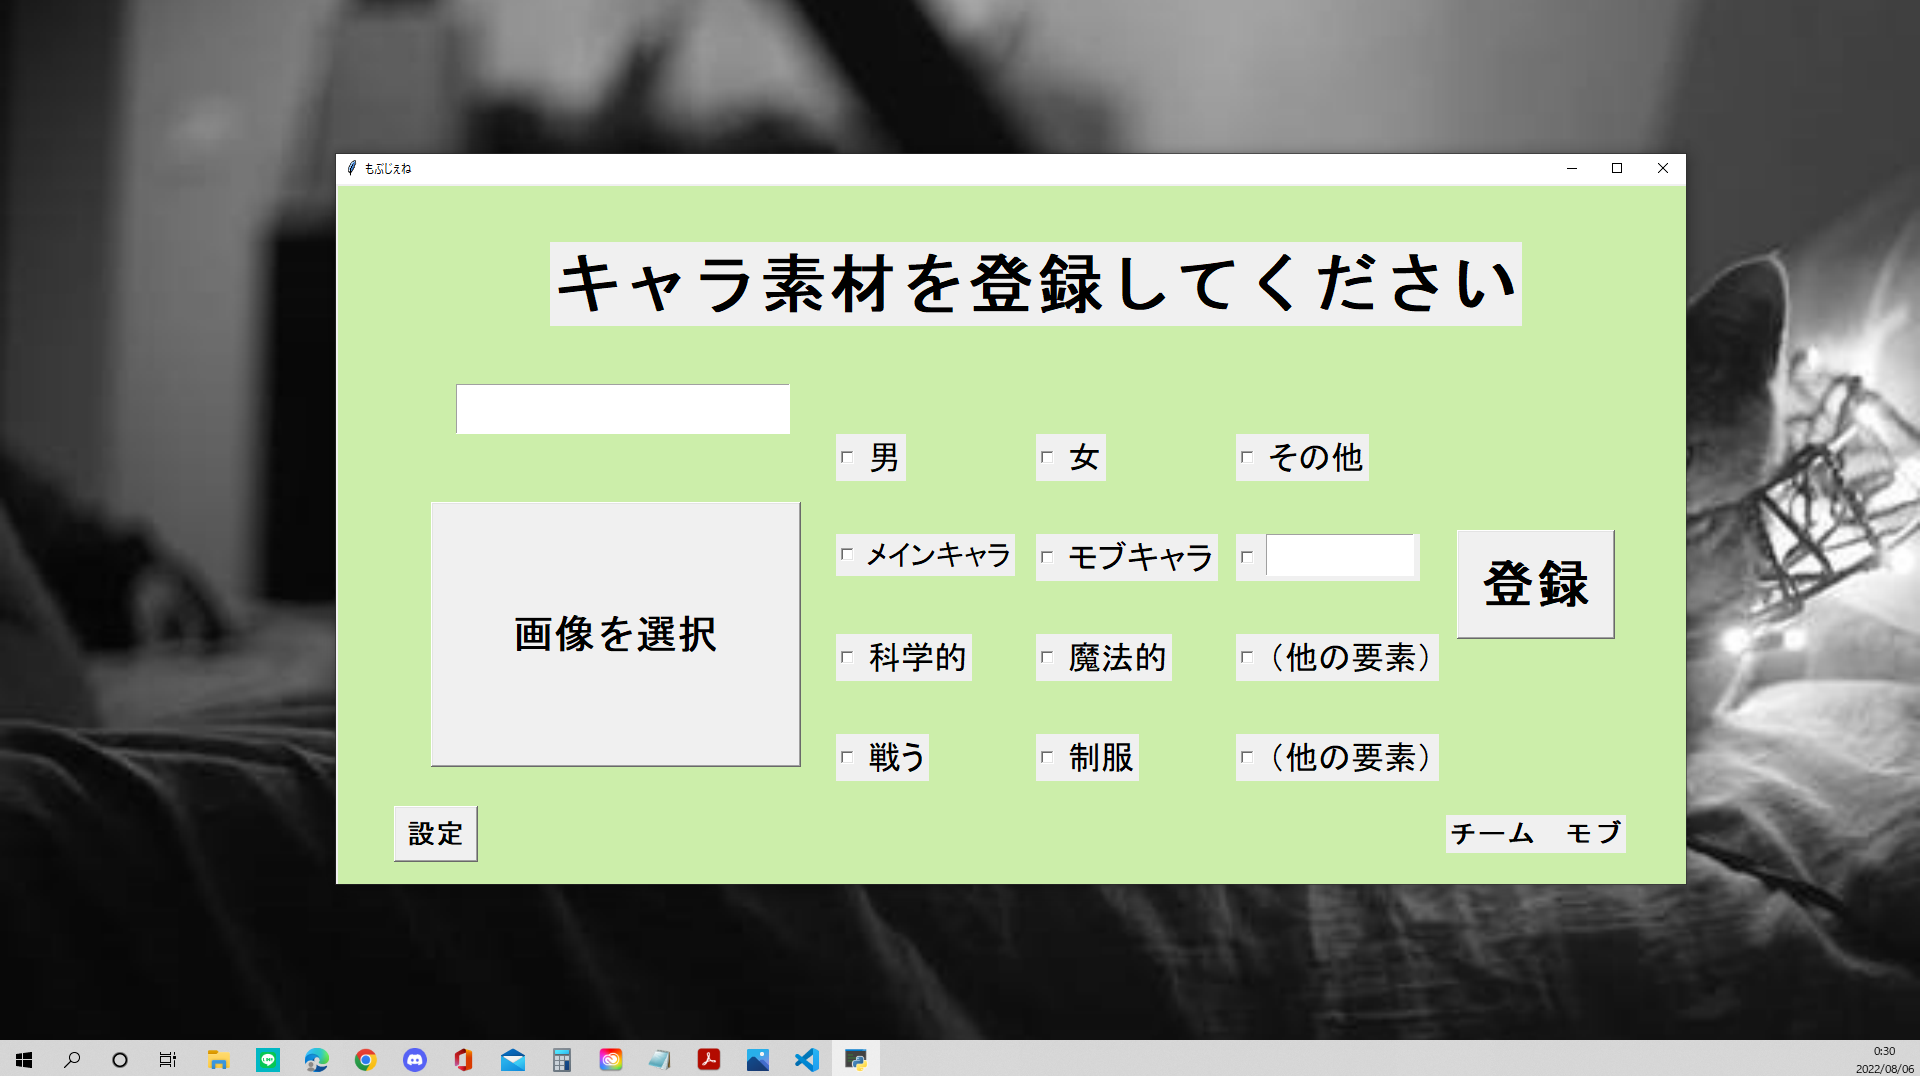 もぶじぇね
キャラ素材を登録してください
男 女 その他
メインキャラ モブキャラ
登録
画像を選択
科学的 魔法的 （他の要素）
戦う 制服 （他の要素）
設定
チーム　モブ
0:30
2022/08/06